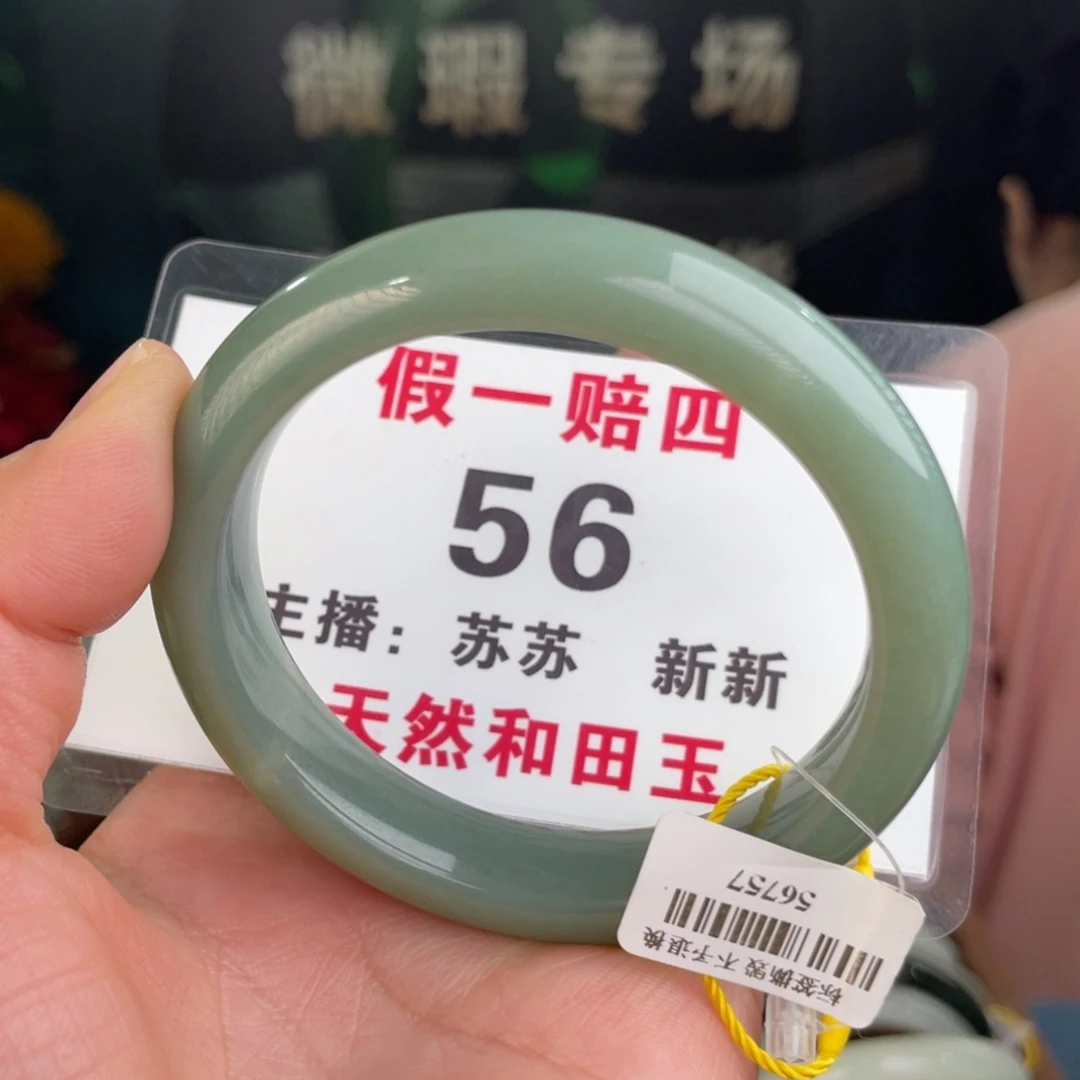 微瑕专场
假一赔四
56
主播：苏苏 新新
天然和田玉
56757
标签撕毁 不予退换